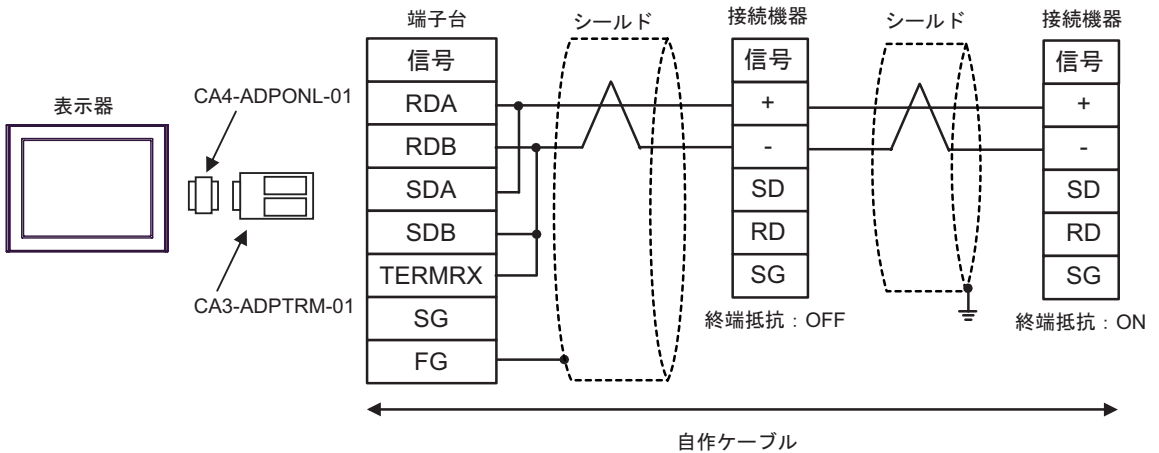 表示器
CA4-ADPONL-01
CA3-ADPTRM-01
端子台
信号
RDA
RDB
SDA
SDB
TERMRX
SG
FG
シールド
接続機器
信号
+
-
SD
RD
SG
終端抵抗：OFF
シールド
接続機器
信号
+
-
SD
RD
SG
終端抵抗：ON
自作ケーブル